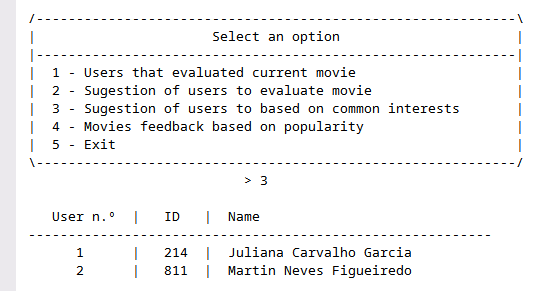 /-------------------------------------------------------------\
| Select an option |
|-------------------------------------------------------------|
| 1 - Users that evaluated current movie |
| 2 - Sugestion of users to evaluate movie |
| 3 - Sugestion of users to based on common interests |
| 4 - Movies feedback based on popularity |
| 5 - Exit |
\-------------------------------------------------------------/
> 3
User n.º | ID | Name
----------------------------------------------------------
1 | 214 | Juliana Carvalho Garcia
2 | 811 | Martin Neves Figueiredo